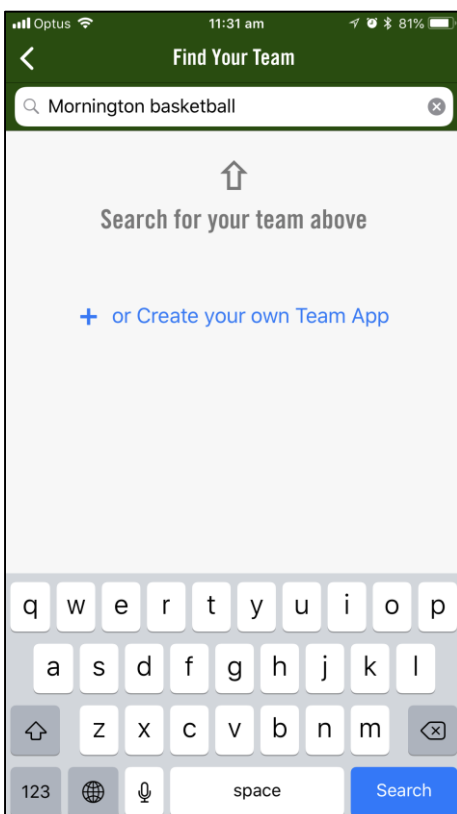 Optus 11:31 am 81%
Find Your Team
Mornington basketball
Search for your team above
+ or Create your own Team App
q w e r t y u i o p
a s d f g h j k l
z x c v b n m
123 space Search